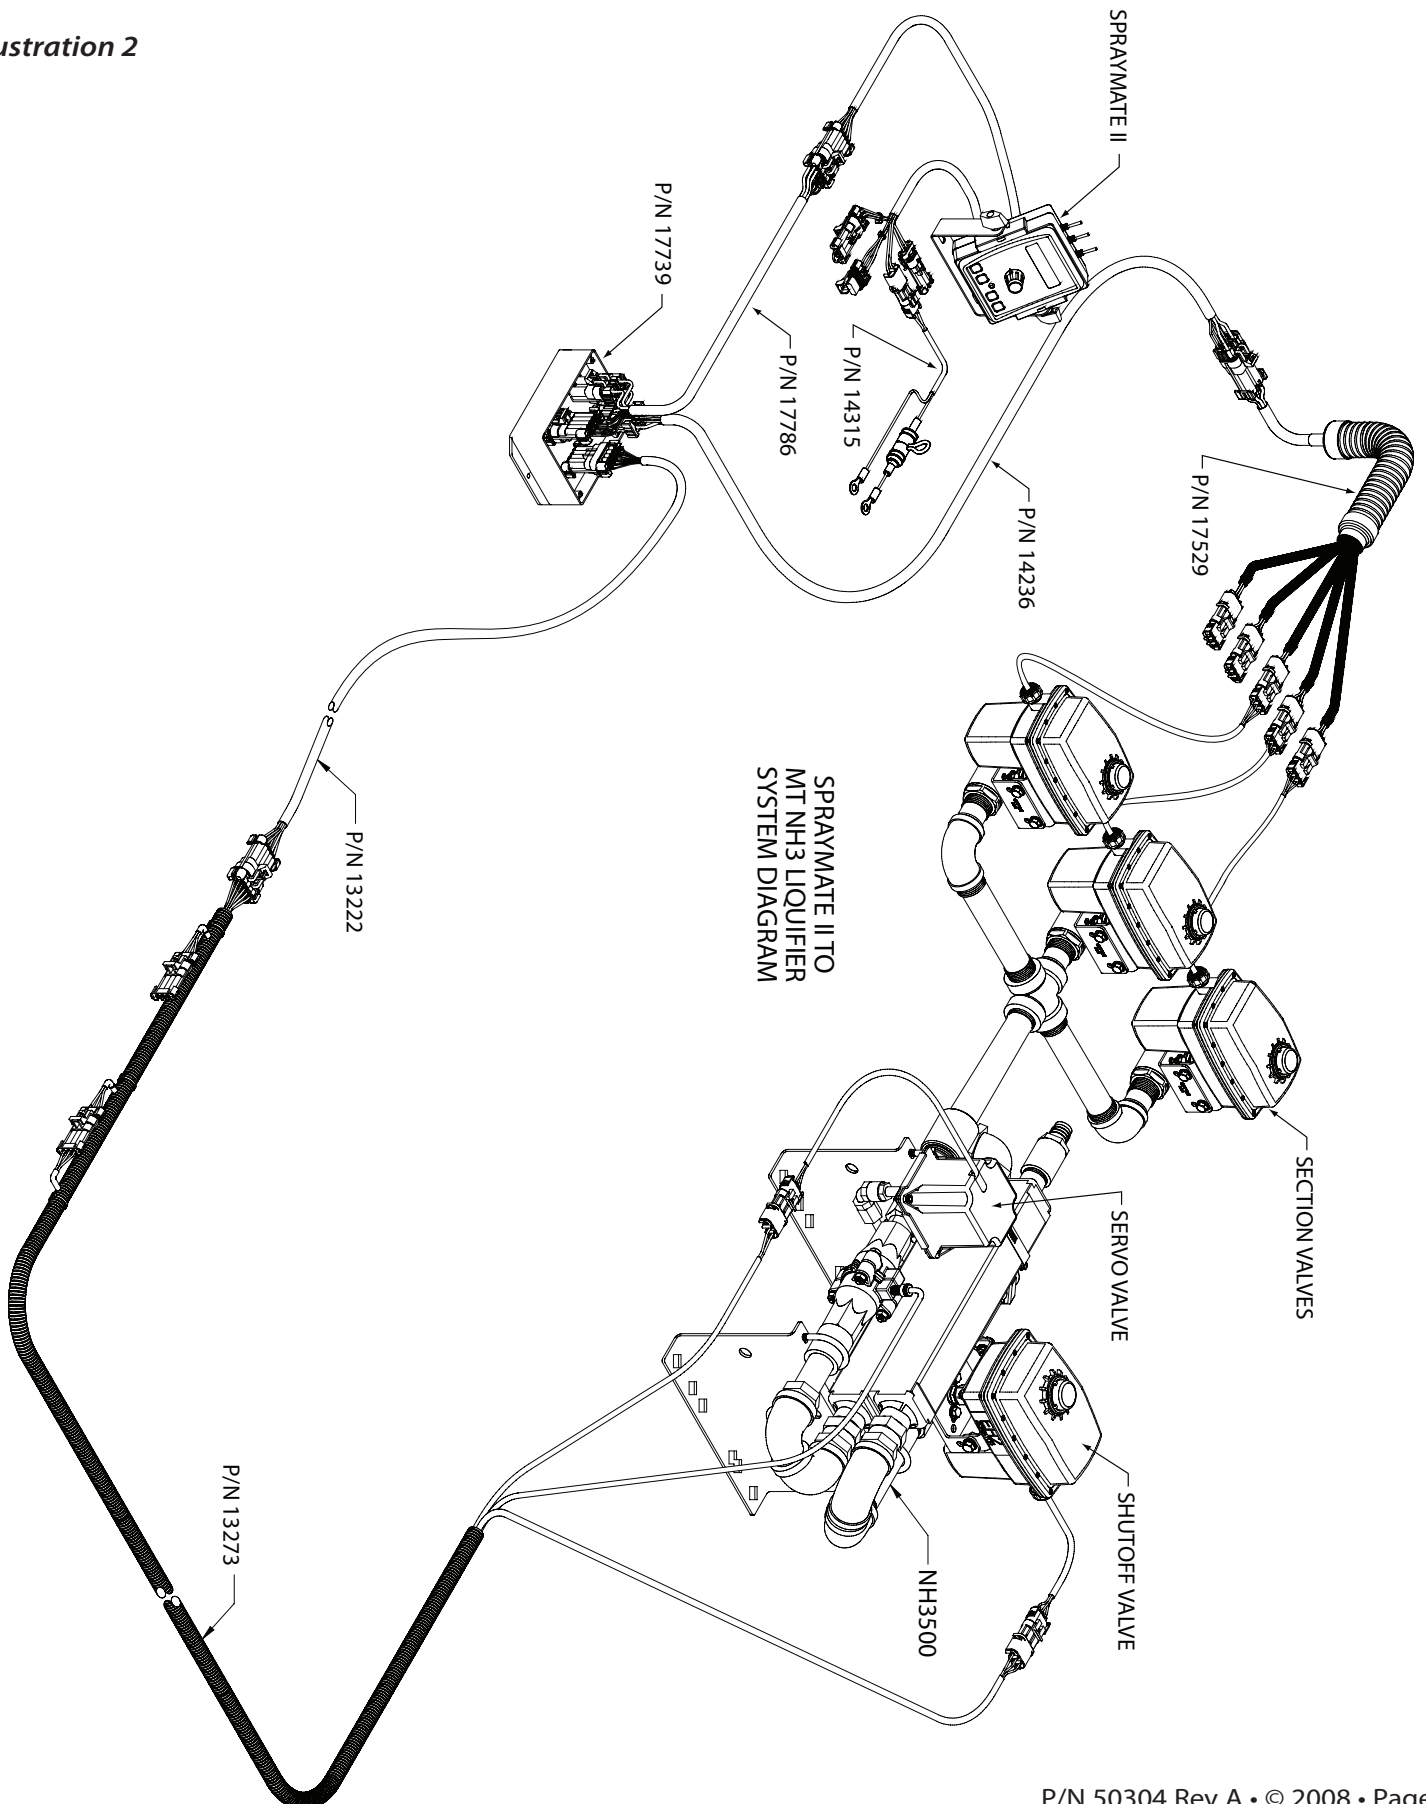 ustration 2
SPRAYMATE II
P/N 17739
P/N 17786
P/N 14315
P/N 14236
P/N 17529
SPRAYMATE II TO
MT NH3 LIQUIFIER
SYSTEM DIAGRAM
P/N 13222
SECTION VALVES
SERVO VALVE
SHUTOFF VALVE
NH3500
P/N 13273
P/N 50304 Rev A • © 2008 • Page